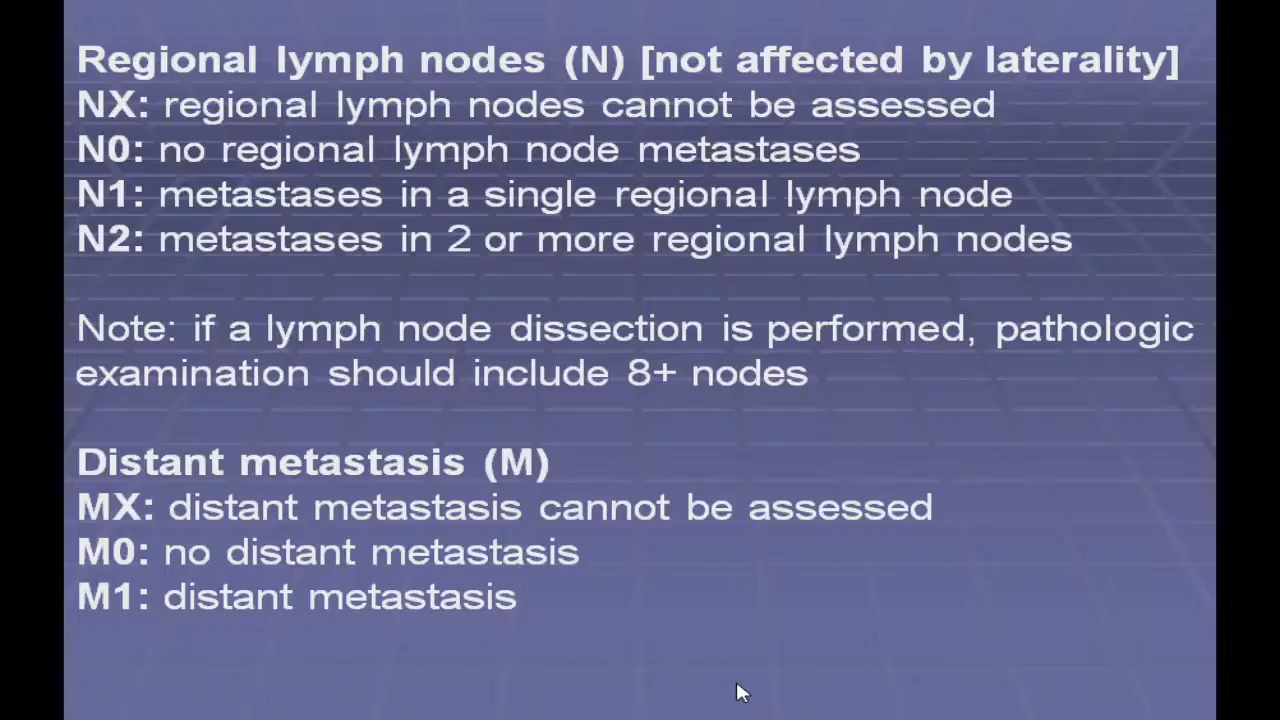 Regional lymph nodes (N) [not affected by laterality]
NX: regional lymph nodes cannot be assessed
N0: no regional lymph node metastases
N1: metastases in a single regional lymph node
N2: metastases in 2 or more regional lymph nodes
Note: if a lymph node dissection is performed, pathologic
examination should include 8+ nodes
Distant metastasis (M)
MX: distant metastasis cannot be assessed
M0: no distant metastasis
M1: distant metastasis